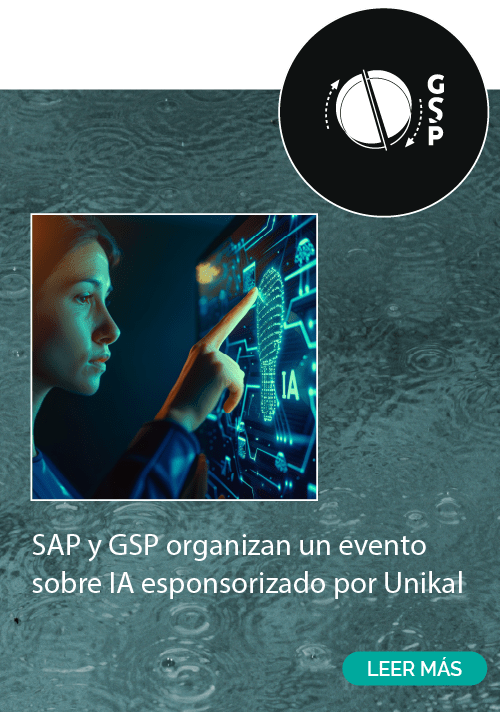 GSP
IA
SAP y GSP organizan un evento
sobre IA esponsorizado por Unikal
LEER MÁS